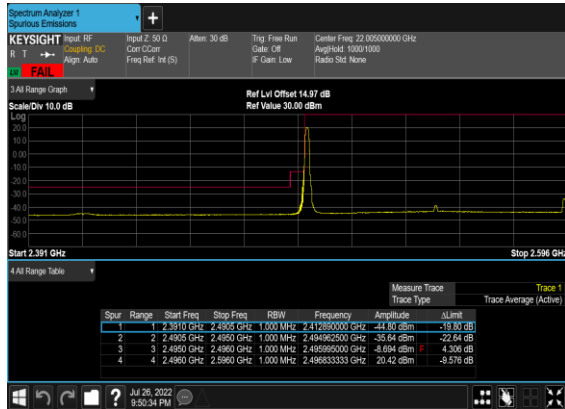 Spectrum Analyzer 1
Spurious Emissions
+
KEYSIGHT Input: RF Input Z: 50 Ω Atten: 30 dB Trig: Free Run Center Freq: 22.005000000 GHz
R T Coupling: DC Corr CCorr Gate: Off Avg|Hold: 1000/1000
Align: Auto Freq Ref: Int (S) IF Gain: Low Radio Std: None
FAIL
3 All Range Graph
Ref Lvl Offset 14.97 dB
Scale/Div 10.0 dB Ref Value 30.00 dBm
Log
20.0
10.0
0.00
-10.0
-20.0
-30.0
-40.0
-50.0
-60.0
Start 2.391 GHz Stop 2.596 GHz
4 All Range Table
Measure Trace Trace 1
Trace Type Trace Average (Active)
Spur Range Start Freq Stop Freq RBW Frequency Amplitude ΔLimit
1 1 2.3910 GHz 2.4905 GHz 1.000 MHz 2.412890000 GHz -44.80 dBm -19.80 dB
2 2 2.4905 GHz 2.4950 GHz 1.000 MHz 2.494962500 GHz -35.64 dBm -22.64 dB
3 3 2.4950 GHz 2.4960 GHz 1.000 MHz 2.495995000 GHz -8.694 dBm F 4.306 dB
4 4 2.4960 GHz 2.5960 GHz 1.000 MHz 2.496833333 GHz 20.42 dBm -9.576 dB
? Jul 26, 2022
9:50:34 PM